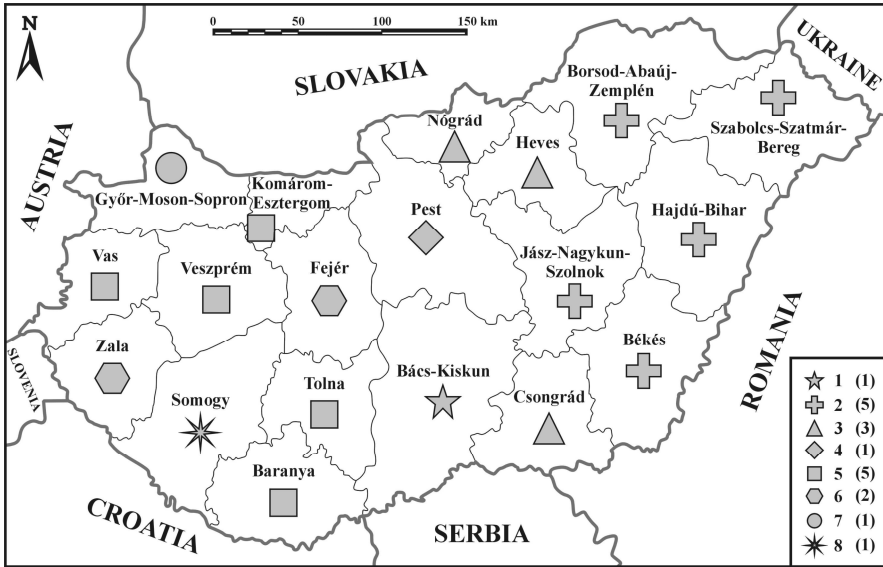 N
0 50 100 150 km
SLOVAKIA
UKRAINE
AUSTRIA
Borsod-Abaúj-
Zemplén
Szabolcs-Szatmár-
Bereg
Nógrád
Heves
Győr-Moson-Sopron
Komárom-
Esztergom
Pest
Hajdú-Bihar
Vas
Veszprém
Fejér
Jász-Nagykun-
Szolnok
Zala
SLOVENIA
Somogy
Tolna
Bács-Kiskun
Békés
Csongrád
ROMANIA
Baranya
CROATIA
SERBIA
1 (1)
2 (5)
3 (3)
4 (1)
5 (5)
6 (2)
7 (1)
8 (1)